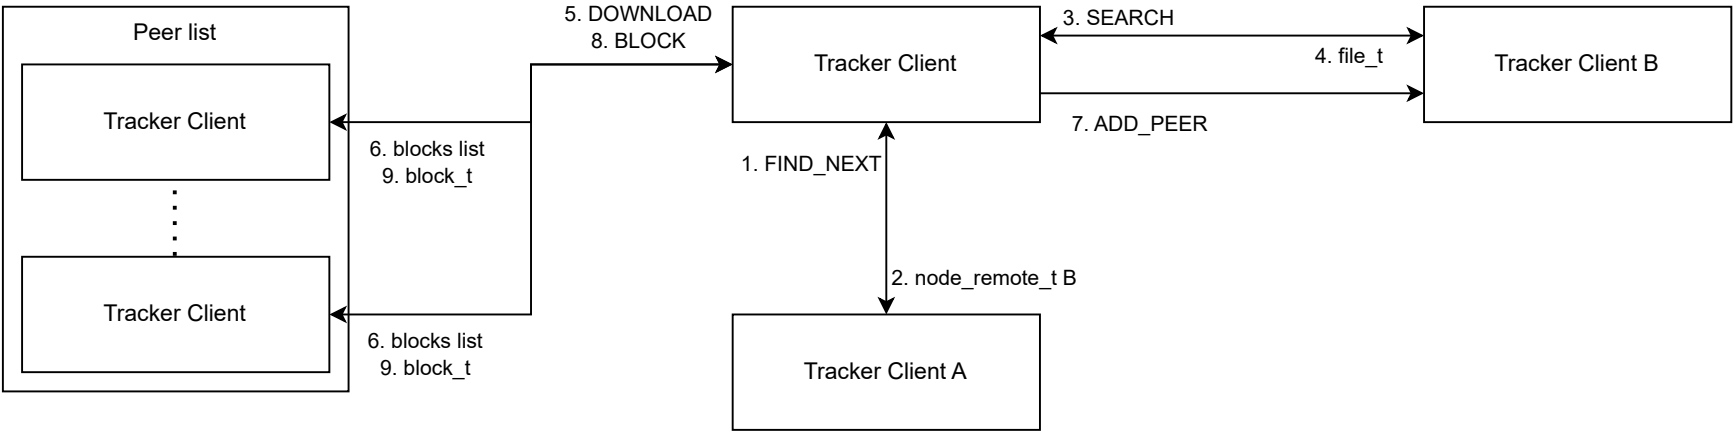 Peer list
Tracker Client
Tracker Client
5. DOWNLOAD
8. BLOCK
6. blocks list
9. block_t
6. blocks list
9. block_t
Tracker Client
1. FIND_NEXT
2. node_remote_t B
Tracker Client A
3. SEARCH
4. file_t
7. ADD_PEER
Tracker Client B